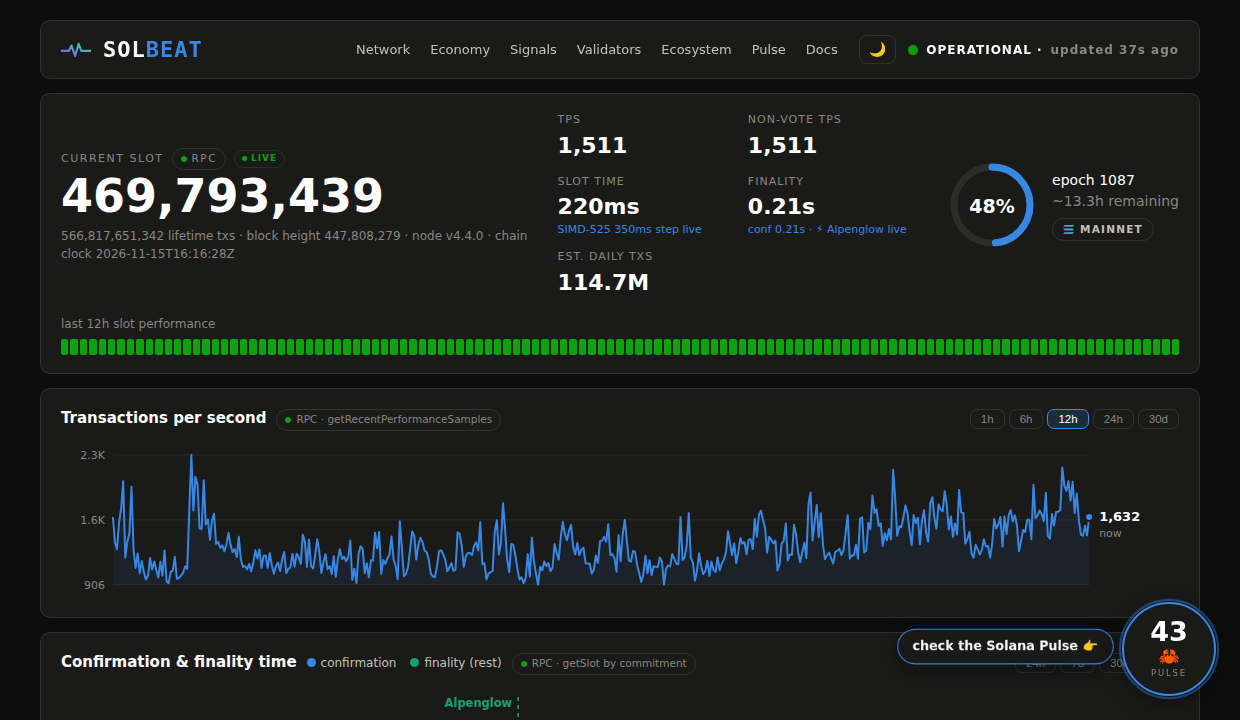 SOLBEAT
Network Economy Signals Validators Ecosystem Pulse Docs
OPERATIONAL · updated 37s ago
CURRENT SLOT RPC LIVE
469,793,439
566,817,651,342 lifetime txs · block height 447,808,279 · node v4.4.0 · chain
clock 2026-11-15T16:16:28Z
TPS
1,511
NON-VOTE TPS
1,511
SLOT TIME
220ms
SIMD-525 350ms step live
FINALITY
0.21s
conf 0.21s · ⚡ Alpenglow live
EST. DAILY TXS
114.7M
48%
epoch 1087
~13.3h remaining
MAINNET
last 12h slot performance
Transactions per second RPC · getRecentPerformanceSamples
1h 6h 12h 24h 30d
2.3K
1.6K
906
1,632
now
Confirmation & finality time confirmation finality (rest) RPC · getSlot by commitment
Alpenglow
check the Solana Pulse 👉
43
🦀
PULSE